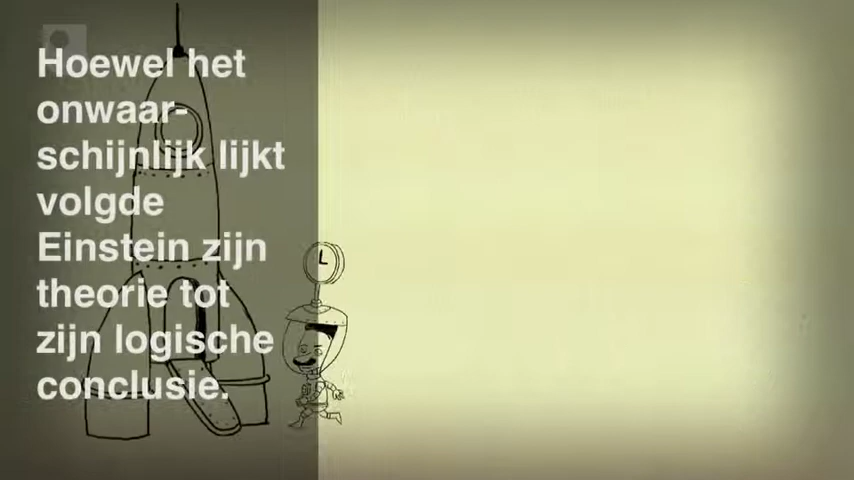 Hoewel het
onwaar-
schijnlijk lijkt
volgde
Einstein zijn
theorie tot
zijn logische
conclusie.
L